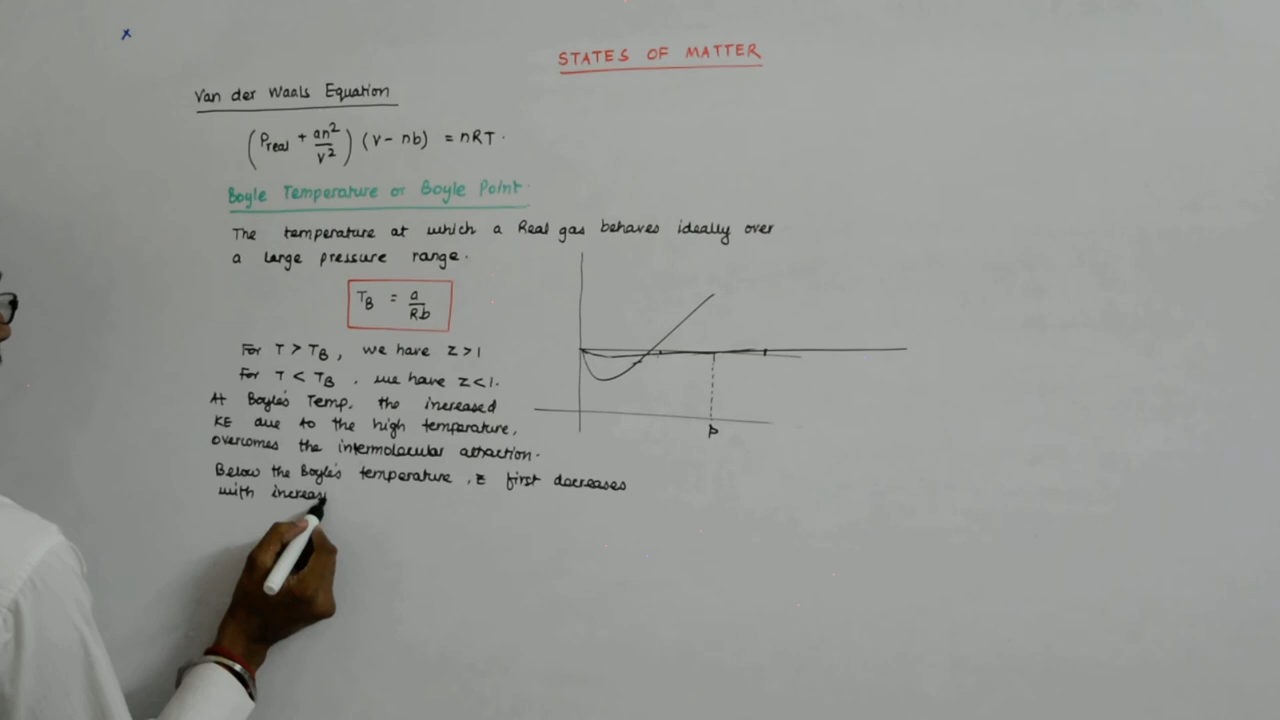 x
STATES OF MATTER
Van der Waals Equation
(Preal + an²/V²) (V - nb) = nRT.
Boyle Temperature or Boyle Point.
The temperature at which a Real gas behaves ideally over
a large pressure range.
TB = a/Rb
For T > TB, we have Z > 1
For T < TB, we have Z < 1.
At Boyle's Temp. the increased
KE due to the high temperature,
overcomes the intermolecular attraction.
Below the Boyle's temperature, Z first decreases
with increas
p